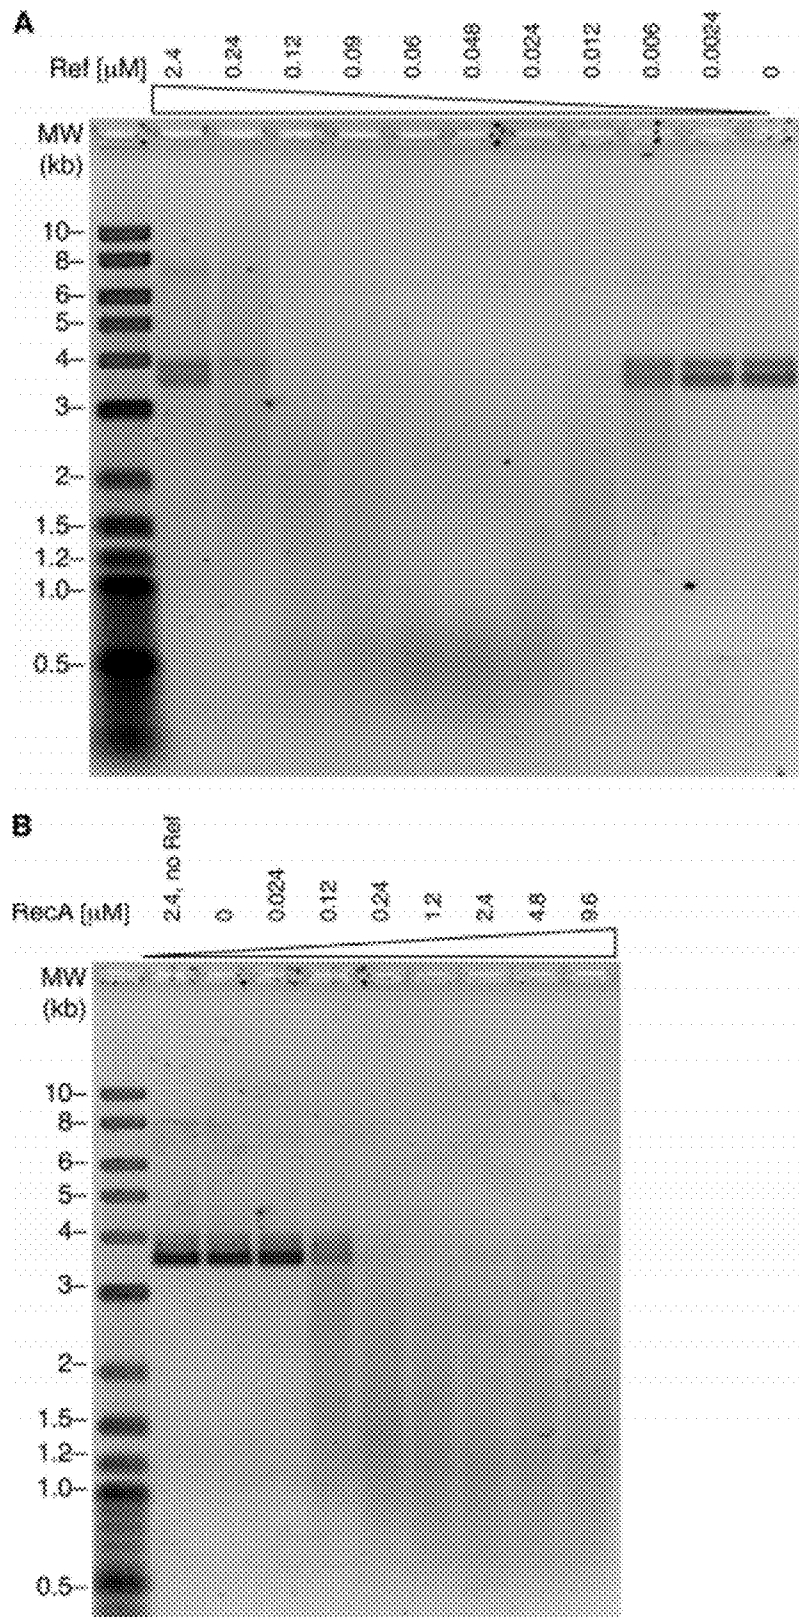 A
Ref [μM] 2.4 0.24 0.12 0.09 0.06 0.048 0.024 0.012 0.006 0.0024 0
MW
(kb)
10–
8–
6–
5–
4–
3–
2–
1.5–
1.2–
1.0–
0.5–
B
RecA [μM] 2.4, no Ref 0 0.024 0.12 .024 1.2 2.4 4.8 9.6
MW
(kb)
10–
8–
6–
5–
4–
3–
2–
1.5–
1.2–
1.0–
0.5–